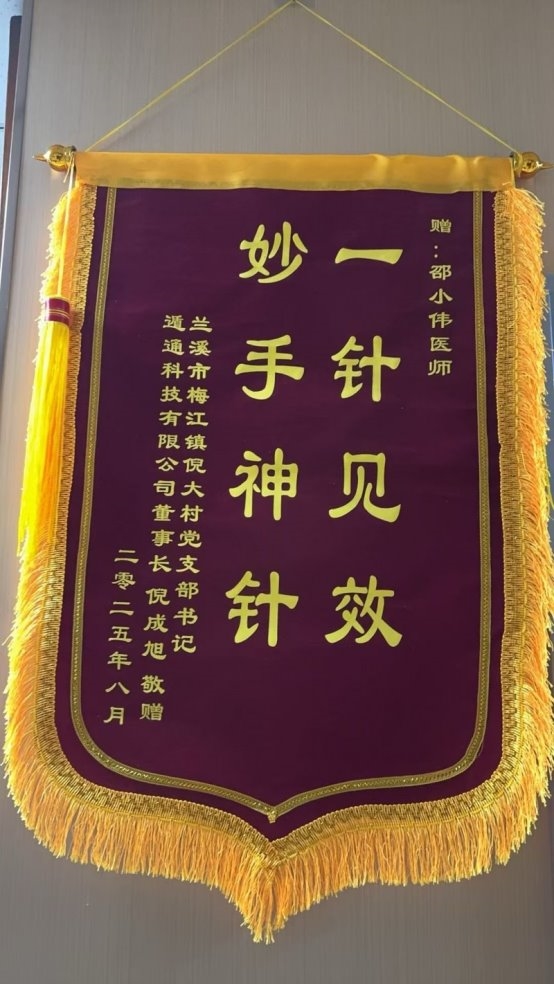 赠：邵小伟医师
一针见效
妙手神针
兰溪市梅江镇倪大村党支部书记
遁通科技有限公司董事长 倪成旭 敬赠
二零二五年八月